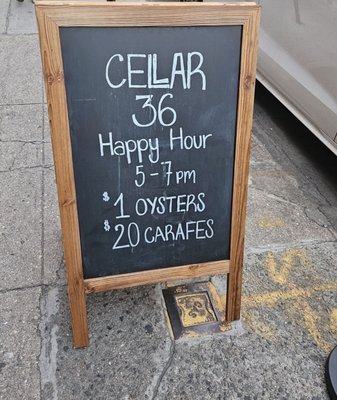 CELLAR
36
Happy Hour
5-7pm
$1 OYSTERS
$20 CARAFES